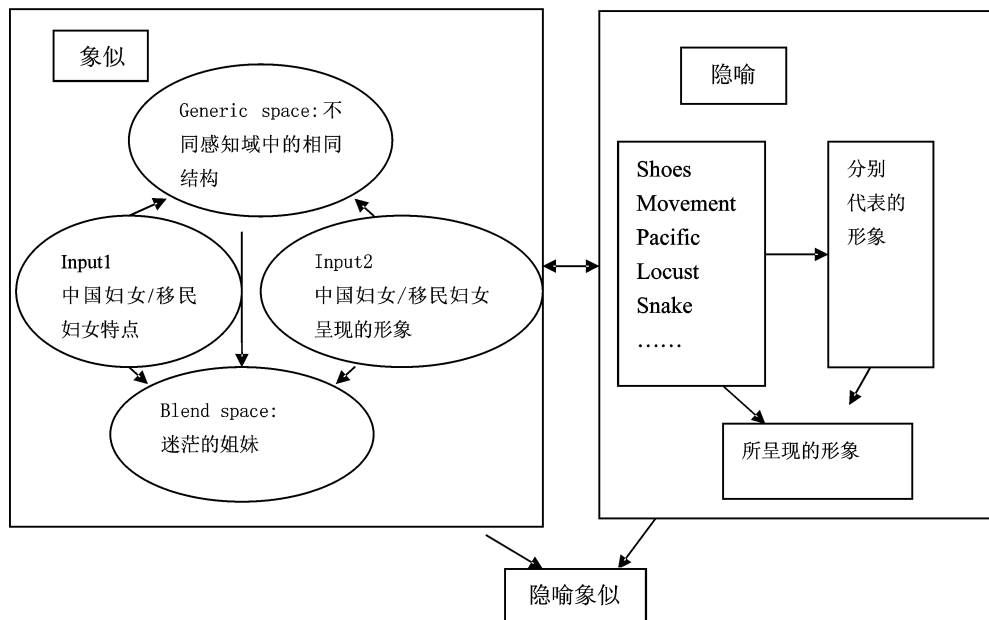 象似
Generic space:不
同感知域中的相同
结构
Input1
中国妇女/移民
妇女特点
Input2
中国妇女/移民妇女
呈现的形象
Blend space:
迷茫的姐妹
隐喻
Shoes
Movement
Pacific
Locust
Snake
……
分别
代表的
形象
所呈现的形象
隐喻象似